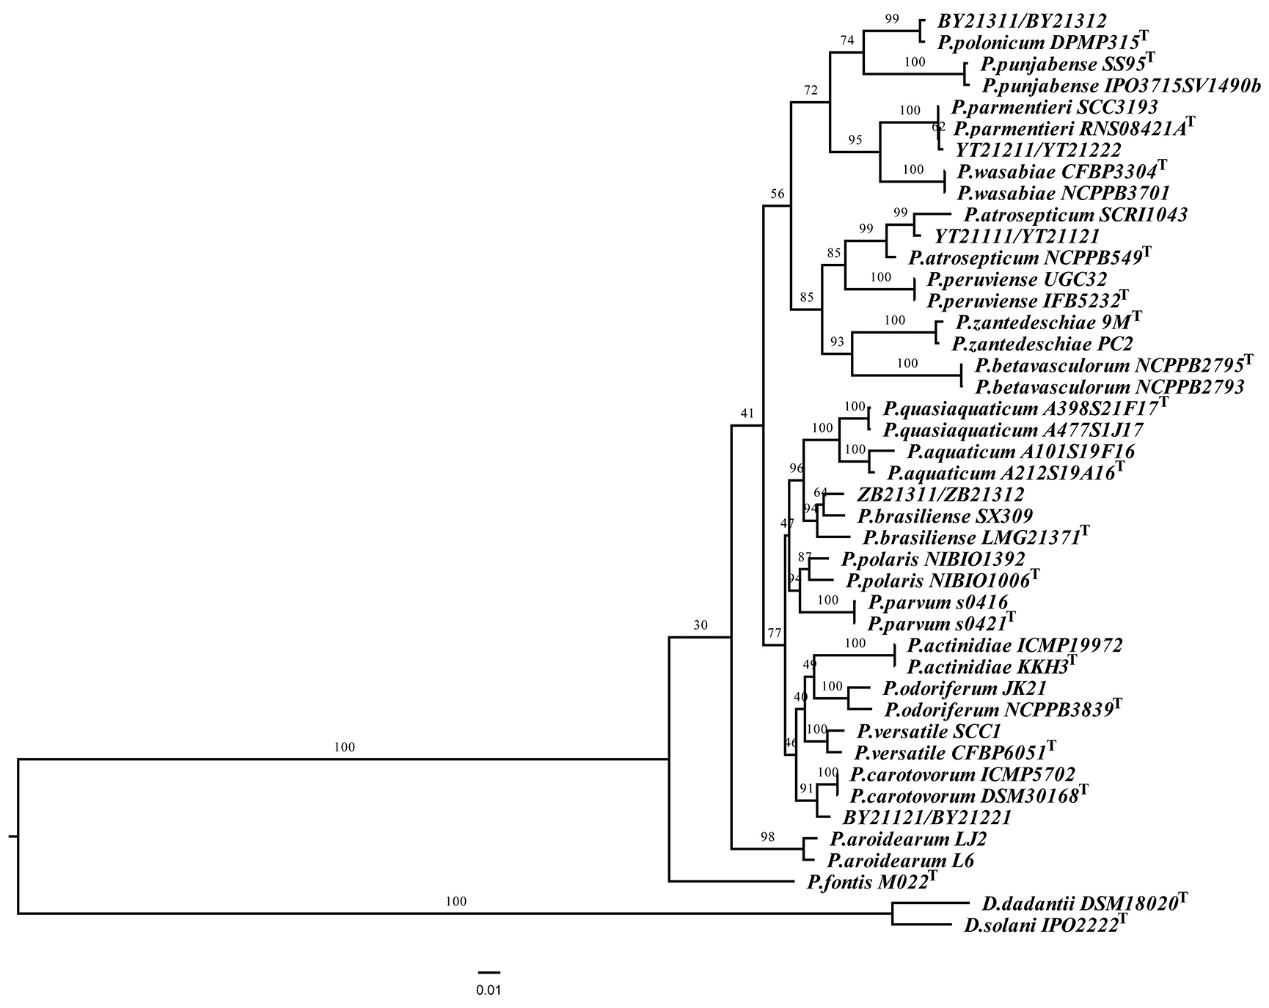 99 BY21311/BY21312
74 P.polonicum DPMP315T
100 P.punjabense SS95T
P.punjabense IPO3715SV1490b
72
100 P.parmentieri SCC3193
62 P.parmentieri RNS08421AT
95 YT21211/YT21222
100 P.wasabiae CFBP3304T
P.wasabiae NCPPB3701
56
99 P.atrosepticum SCRI1043
99 YT21111/YT21121
85 P.atrosepticum NCPPB549T
100 P.peruviense UGC32
85 P.peruviense IFB5232T
100 P.zantedeschiae 9MT
93 P.zantedeschiae PC2
100 P.betavasculorum NCPPB2795T
P.betavasculorum NCPPB2793
41
100 P.quasiaquaticum A398S21F17T
100 P.quasiaquaticum A477S1J17
100 P.aquaticum A101S19F16
96 P.aquaticum A212S19A16T
64 ZB21311/ZB21312
94 P.brasiliense SX309
47 P.brasiliense LMG21371T
87 P.polaris NIBIO1392
94 P.polaris NIBIO1006T
100 P.parvum s0416
P.parvum s0421T
30 77
100 P.actinidiae ICMP19972
49 P.actinidiae KKH3T
100 P.odoriferum JK21
40 P.odoriferum NCPPB3839T
100 P.versatile SCC1
46 P.versatile CFBP6051T
100 P.carotovorum ICMP5702
91 P.carotovorum DSM30168T
BY21121/BY21221
98 P.aroidearum LJ2
P.aroidearum L6
100
P.fontis M022T
100 D.dadantii DSM18020T
D.solani IPO2222T
0.01